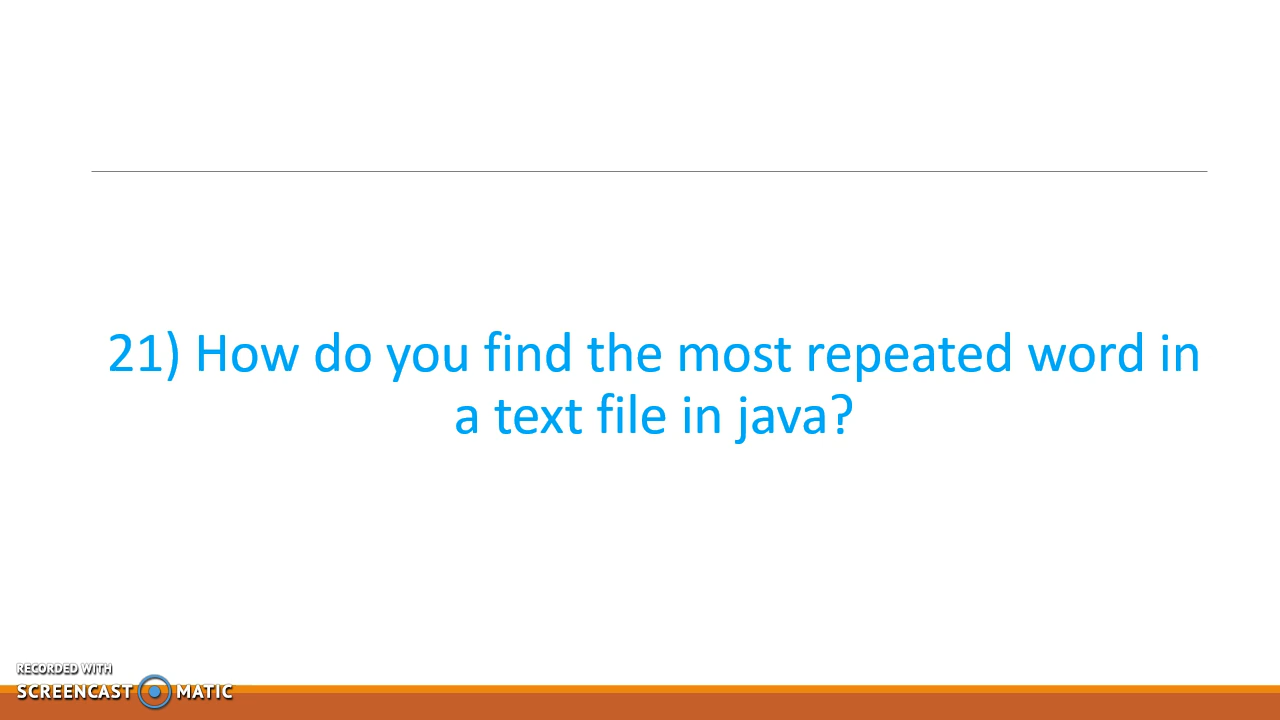 21) How do you find the most repeated word in
a text file in java?
RECORDED WITH
SCREENCAST MATIC